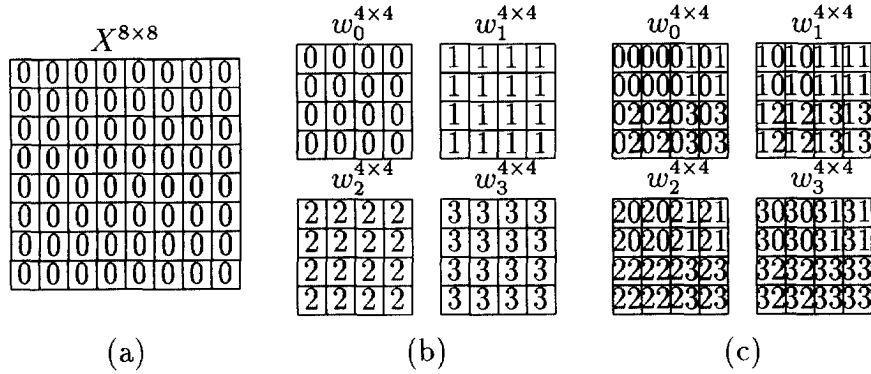 X^{8×8}
0 0 0 0 0 0 0 0
0 0 0 0 0 0 0 0
0 0 0 0 0 0 0 0
0 0 0 0 0 0 0 0
0 0 0 0 0 0 0 0
0 0 0 0 0 0 0 0
0 0 0 0 0 0 0 0
0 0 0 0 0 0 0 0
(a)
w_0^{4×4} w_1^{4×4}
0 0 0 0 1 1 1 1
0 0 0 0 1 1 1 1
0 0 0 0 1 1 1 1
0 0 0 0 1 1 1 1
w_2^{4×4} w_3^{4×4}
2 2 2 2 3 3 3 3
2 2 2 2 3 3 3 3
2 2 2 2 3 3 3 3
2 2 2 2 3 3 3 3
(b)
w_0^{4×4} w_1^{4×4}
00 00 01 01 10 10 11 11
00 00 01 01 10 10 11 11
02 02 03 03 12 12 13 13
02 02 03 03 12 12 13 13
w_2^{4×4} w_3^{4×4}
20 20 21 21 30 30 31 31
20 20 21 21 30 30 31 31
22 22 23 23 32 32 33 33
22 22 23 23 32 32 33 33
(c)